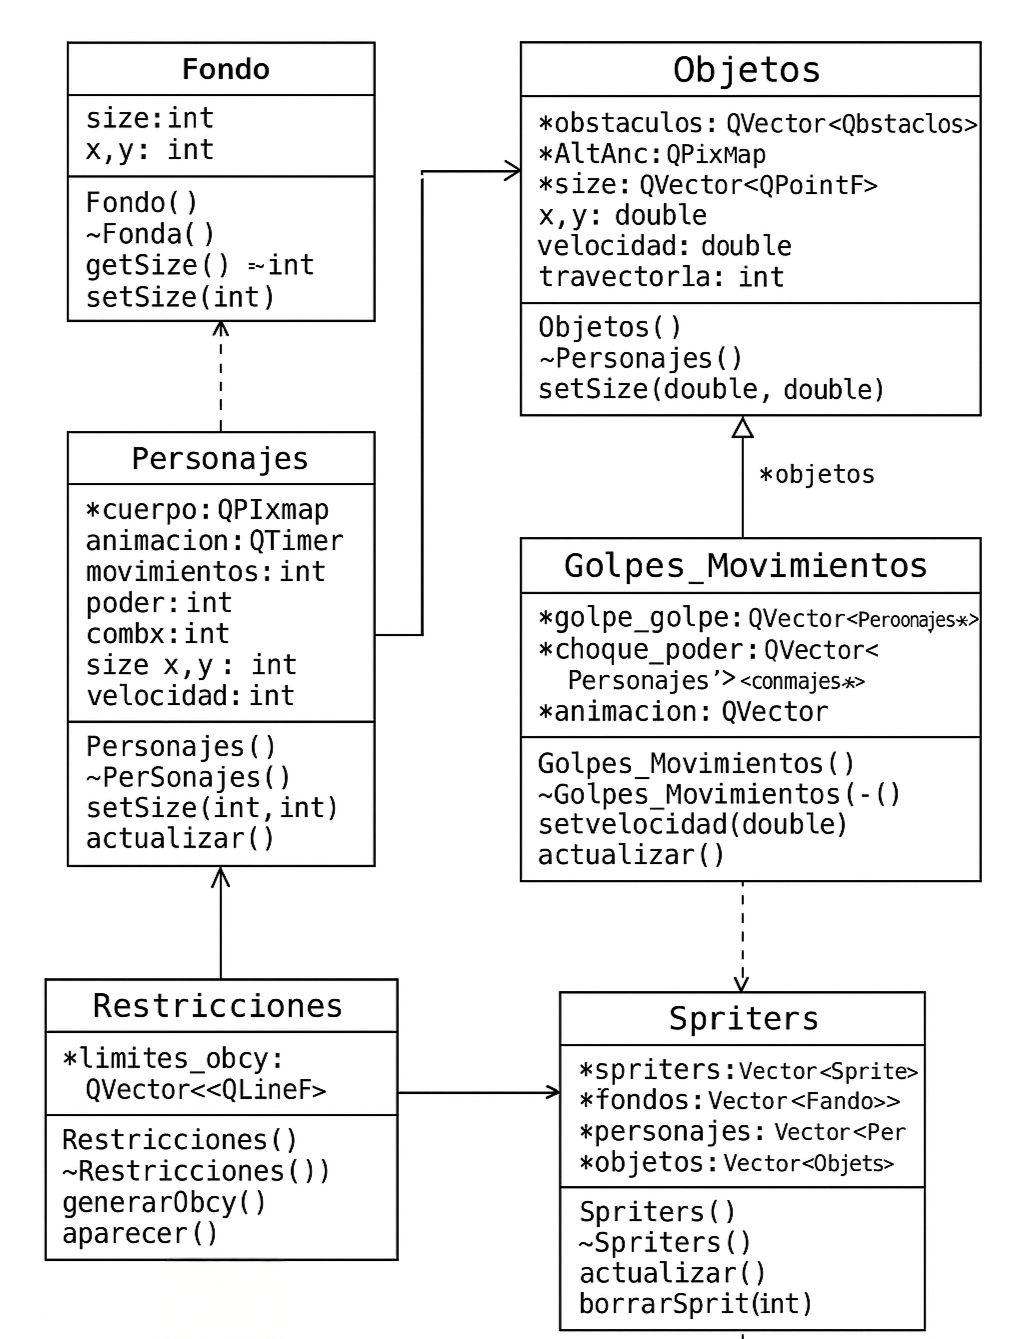 Fondo
size:int
x,y: int
Fondo()
~Fonda()
getSize() =~int
setSize(int)
Objetos
*obstaculos: QVector<Qbstaclos>
*AltAnc:QPixMap
*size: QVector<QPointF>
x,y: double
velocidad: double
travectorla: int
Objetos()
~Personajes()
setSize(double, double)
*objetos
Personajes
*cuerpo:QPIxmap
animacion:QTimer
movimientos:int
poder:int
combx:int
size x,y: int
velocidad:int
Personajes()
~PerSonajes()
setSize(int,int)
actualizar()
Golpes_Movimientos
*golpe_golpe:QVector<Peroonajes*>
*choque_poder:QVector<
Personajes'><conmajes*>
*animacion: QVector
Golpes_Movimientos()
~Golpes_Movimientos(-()
setvelocidad(double)
actualizar()
Restricciones
*limites_obcy:
QVector<<QLineF>
Restricciones()
~Restricciones())
generarObcy()
aparecer()
Spriters
*spriters:Vector<Sprite>
*fondos:Vector<Fando>>
*personajes: Vector<Per
*objetos:Vector<Objets>
Spriters()
~Spriters()
actualizar()
borrarSprit(int)